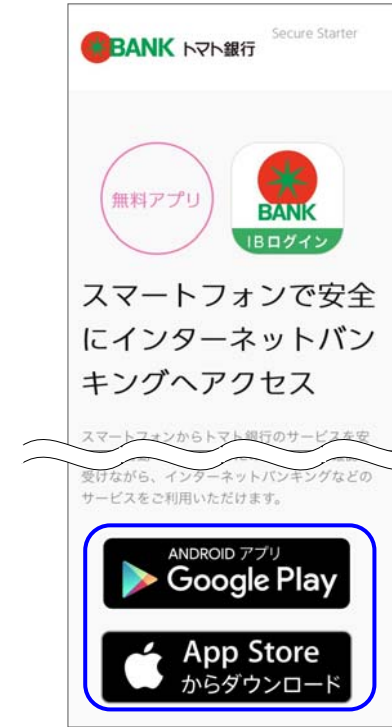 BANK トマト銀行
Secure Starter
無料アプリ
BANK
IBログイン
スマートフォンで安全
にインターネットバン
キングへアクセス
スマートフォンからトマト銀行のサービスを安
受けながら、インターネットバンキングなどの
サービスをご利用いただけます。
ANDROID アプリ
Google Play
App Store
からダウンロード